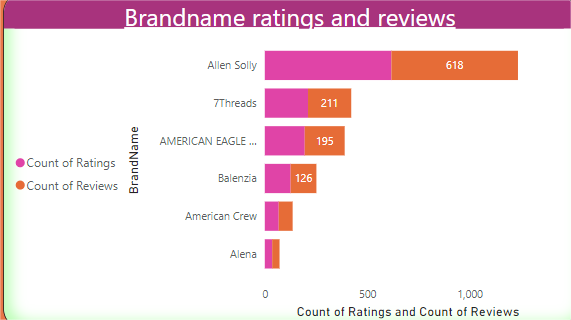 Brandname ratings and reviews
Count of Ratings
Count of Reviews
BrandName
Allen Solly
618
7Threads
211
AMERICAN EAGLE ...
195
Balenzia
126
American Crew
Alena
0
500
1,000
Count of Ratings and Count of Reviews